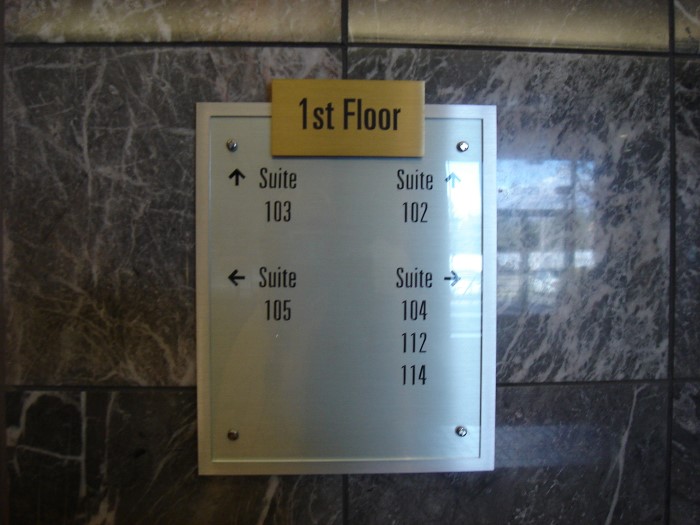 1st Floor
↑ Suite
103
Suite ↑
102
← Suite
105
Suite →
104
112
114